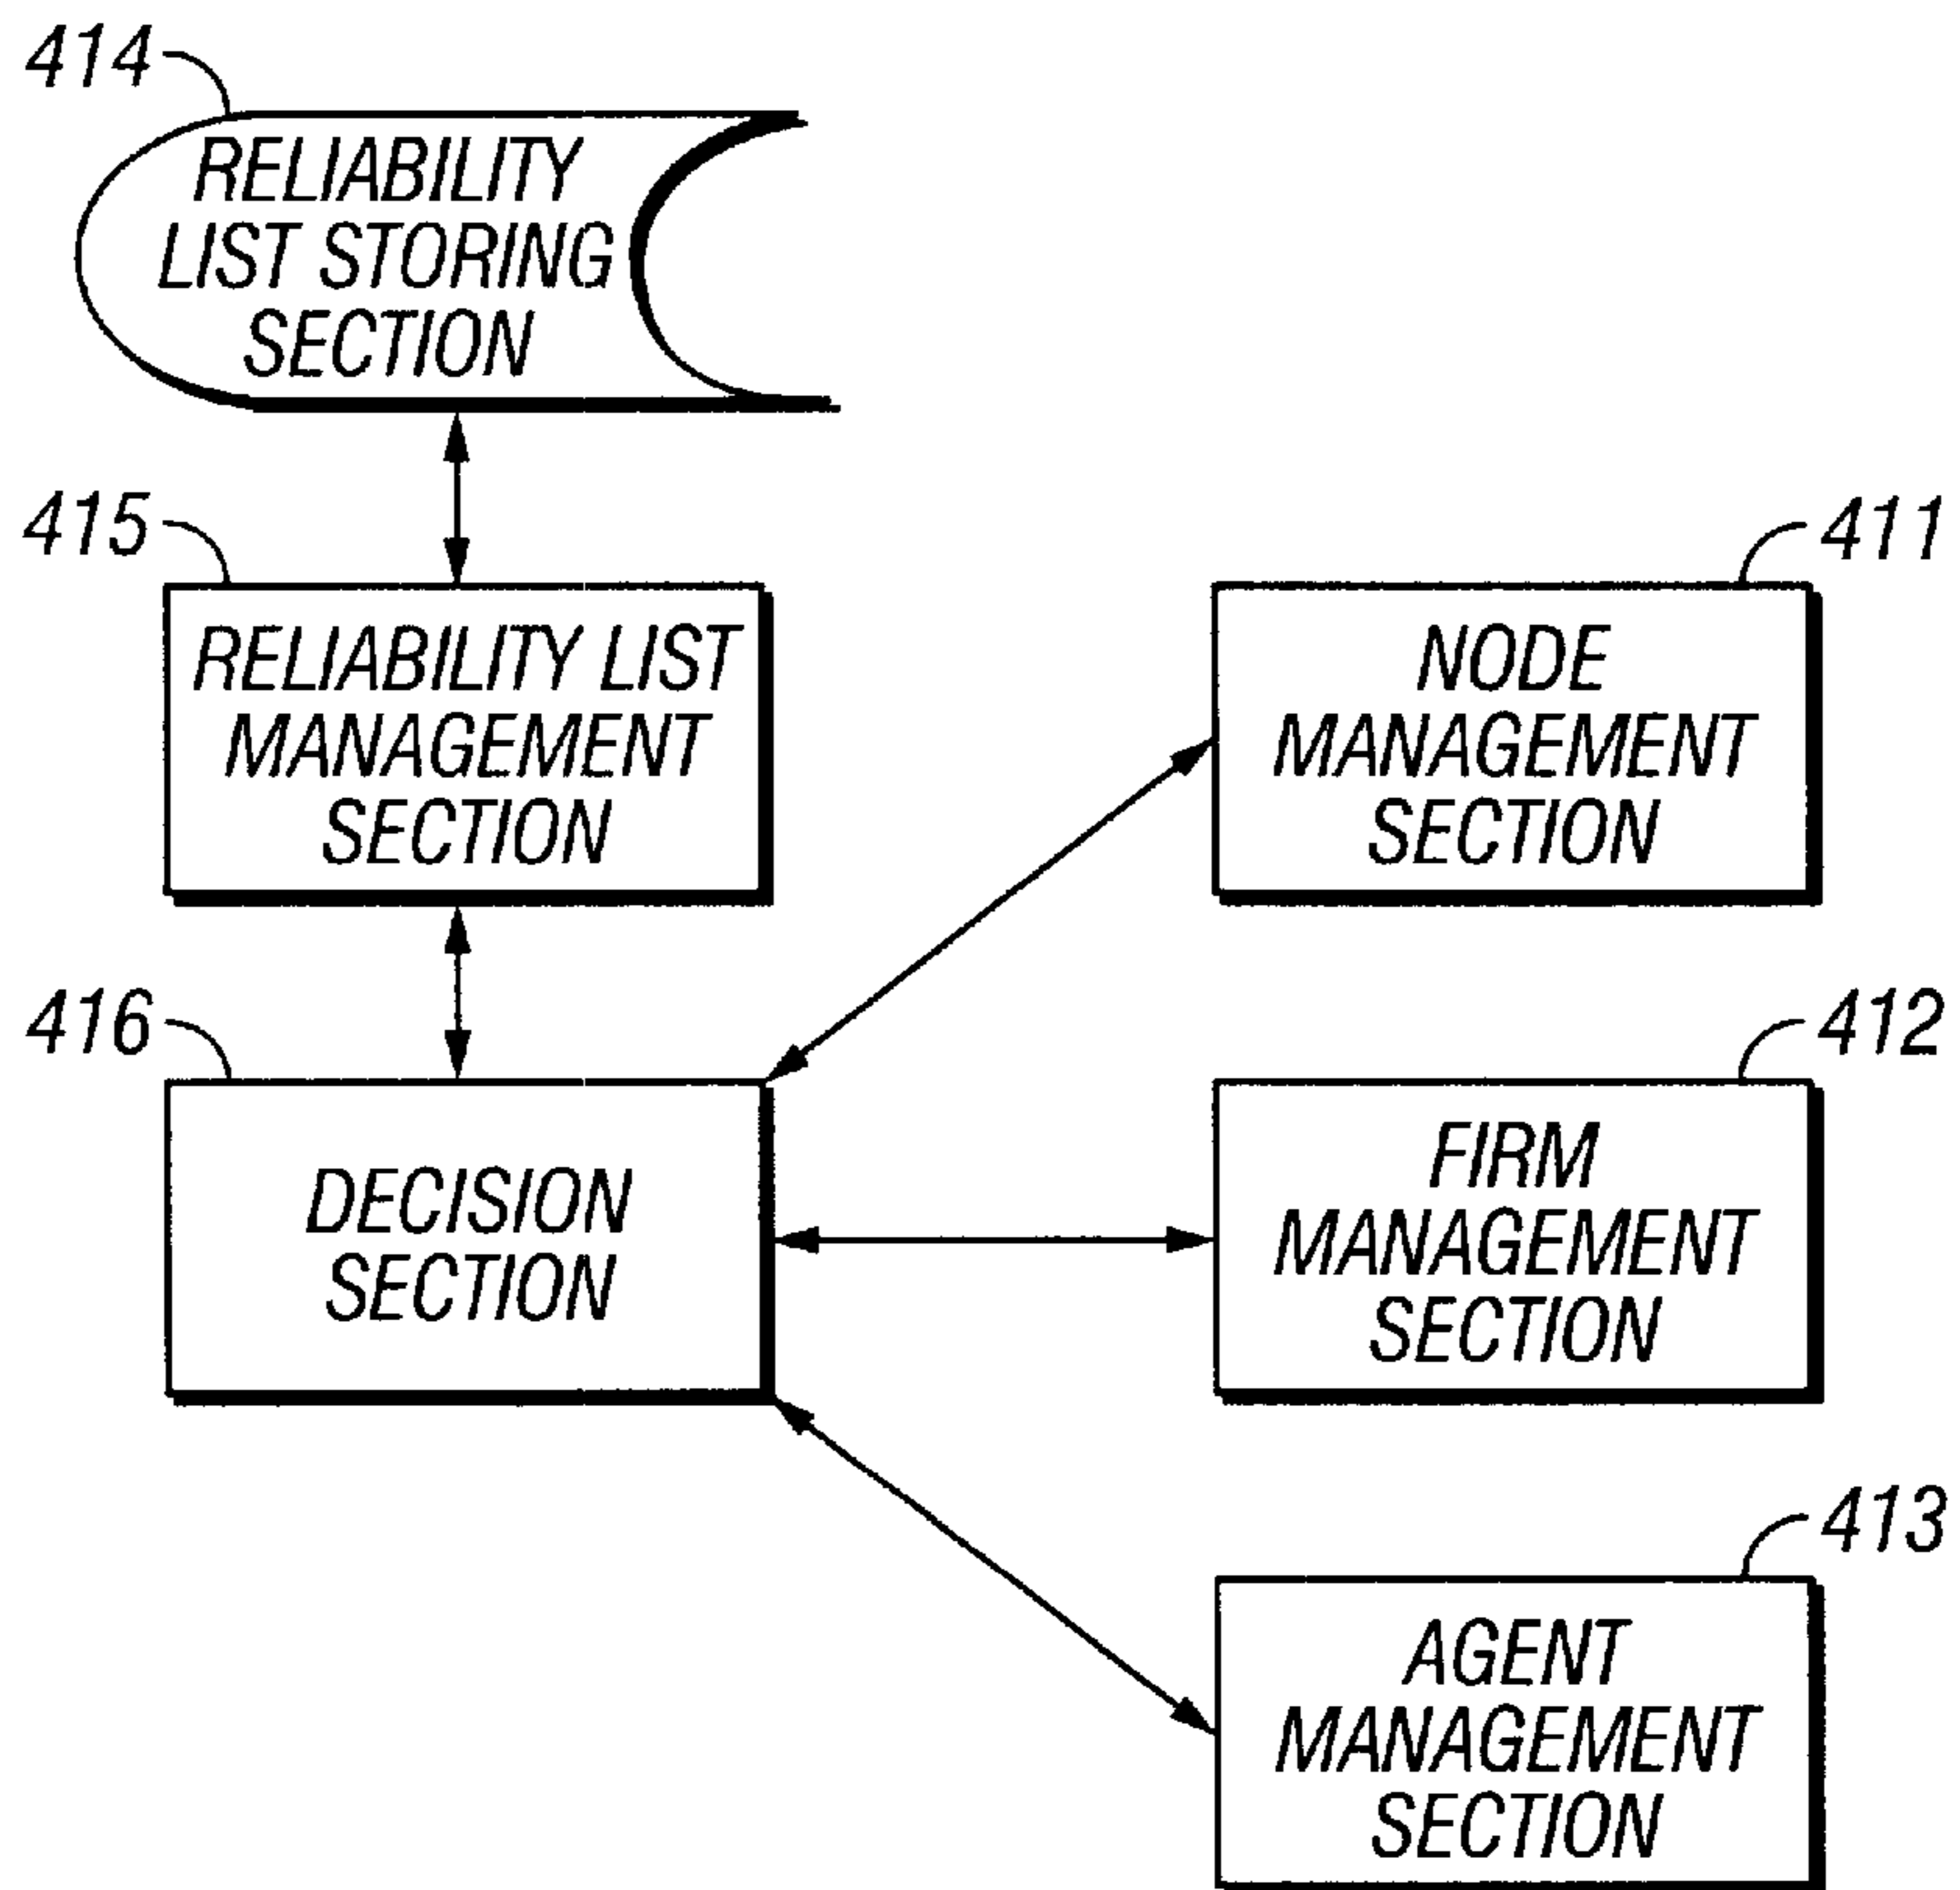 414
RELIABILITY
LIST STORING
SECTION
415
RELIABILITY LIST
MANAGEMENT
SECTION
411
NODE
MANAGEMENT
SECTION
416
DECISION
SECTION
412
FIRM
MANAGEMENT
SECTION
413
AGENT
MANAGEMENT
SECTION